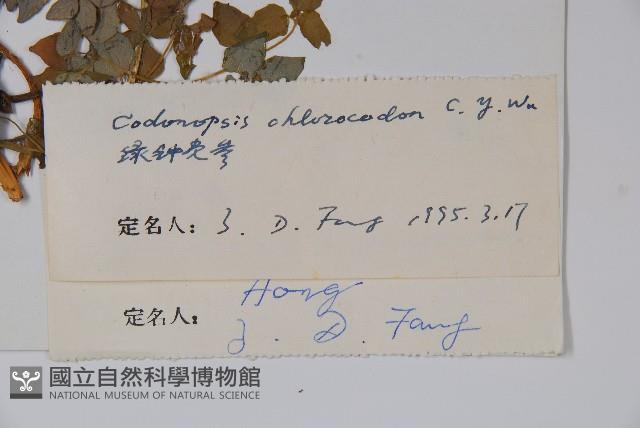 Codonopsis chlorocodon C. Y. Wu
绿钟党参
定名人: Z. D. Fang 1995.3.17
Hong
定名人: Z. D. Fang
國立自然科學博物館
NATIONAL MUSEUM OF NATURAL SCIENCE